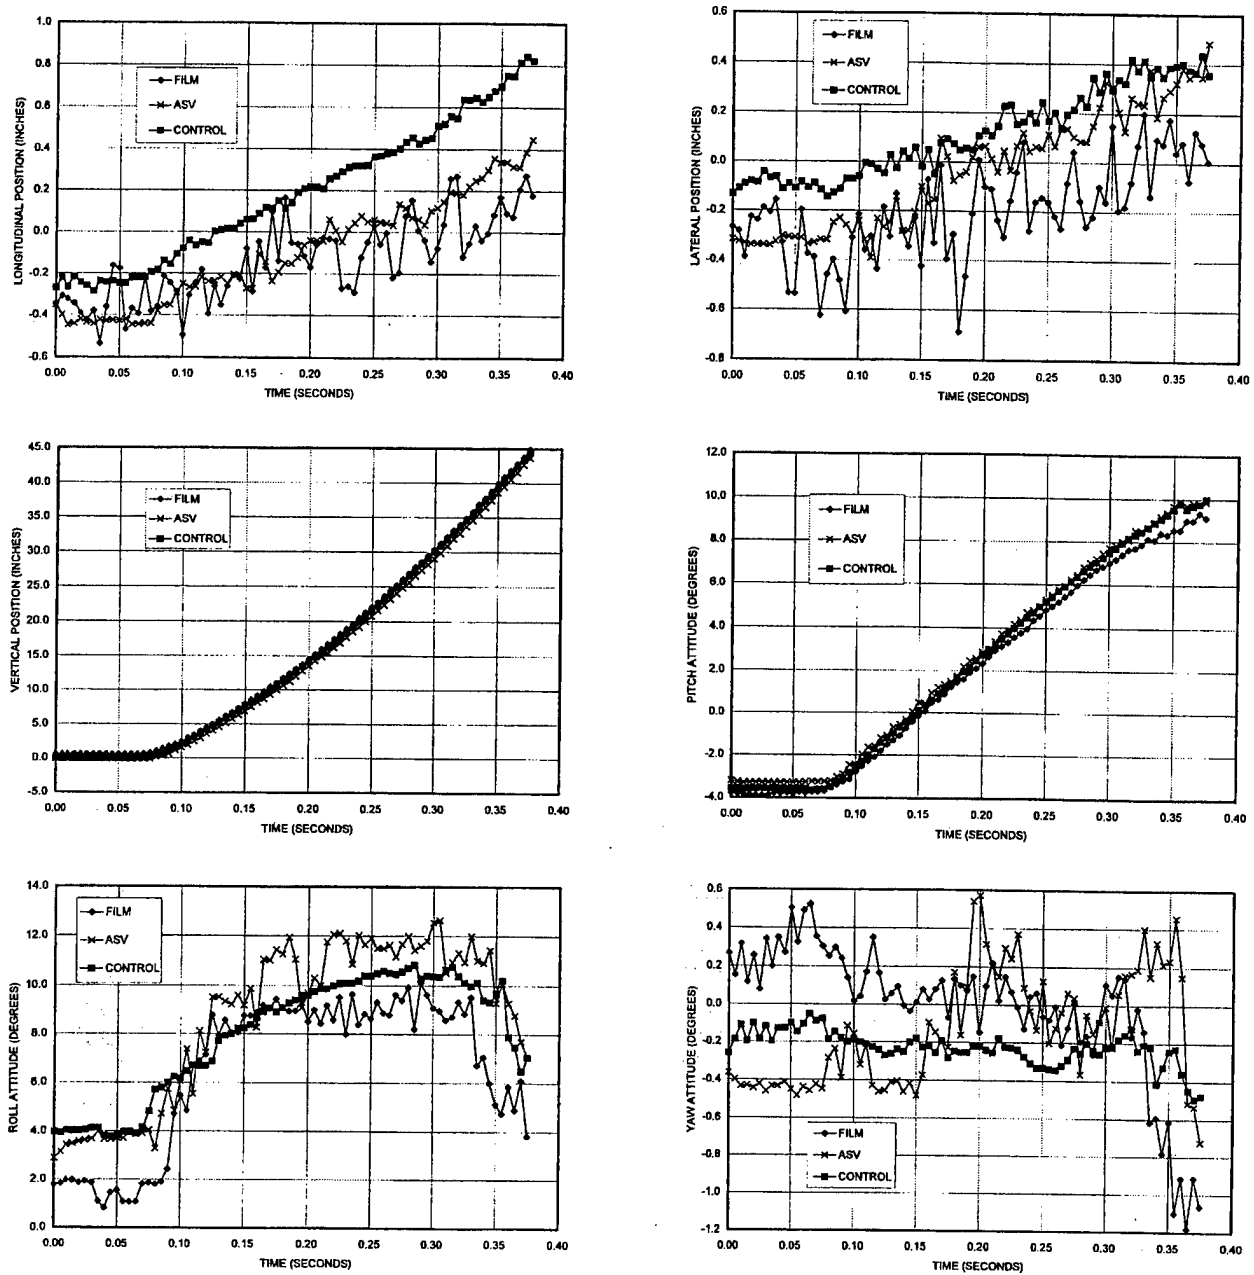 1.0
0.8
0.6
0.4
0.2
0.0
-0.2
-0.4
-0.6
LONGITUDINAL POSITION (INCHES)
FILM
ASV
CONTROL
0.00 0.05 0.10 0.15 0.20 0.25 0.30 0.35 0.40
TIME (SECONDS)
0.6
0.4
0.2
0.0
-0.2
-0.4
-0.6
-0.8
LATERAL POSITION (INCHES)
FILM
ASV
CONTROL
0.00 0.05 0.10 0.15 0.20 0.25 0.30 0.35 0.40
TIME (SECONDS)
45.0
40.0
35.0
30.0
25.0
20.0
15.0
10.0
5.0
0.0
-5.0
VERTICAL POSITION (INCHES)
FILM
ASV
CONTROL
0.00 0.05 0.10 0.15 0.20 0.25 0.30 0.35 0.40
TIME (SECONDS)
12.0
10.0
8.0
6.0
4.0
2.0
0.0
-2.0
-4.0
PITCH ATTITUDE (DEGREES)
FILM
ASV
CONTROL
0.00 0.05 0.10 0.15 0.20 0.25 0.30 0.35 0.40
TIME (SECONDS)
14.0
12.0
10.0
8.0
6.0
4.0
2.0
0.0
ROLL ATTITUDE (DEGREES)
FILM
ASV
CONTROL
0.00 0.05 0.10 0.15 0.20 0.25 0.30 0.35 0.40
TIME (SECONDS)
0.6
0.4
0.2
0.0
-0.2
-0.4
-0.6
-0.8
-1.0
-1.2
YAW ATTITUDE (DEGREES)
FILM
ASV
CONTROL
0.00 0.05 0.10 0.15 0.20 0.25 0.30 0.35 0.40
TIME (SECONDS)